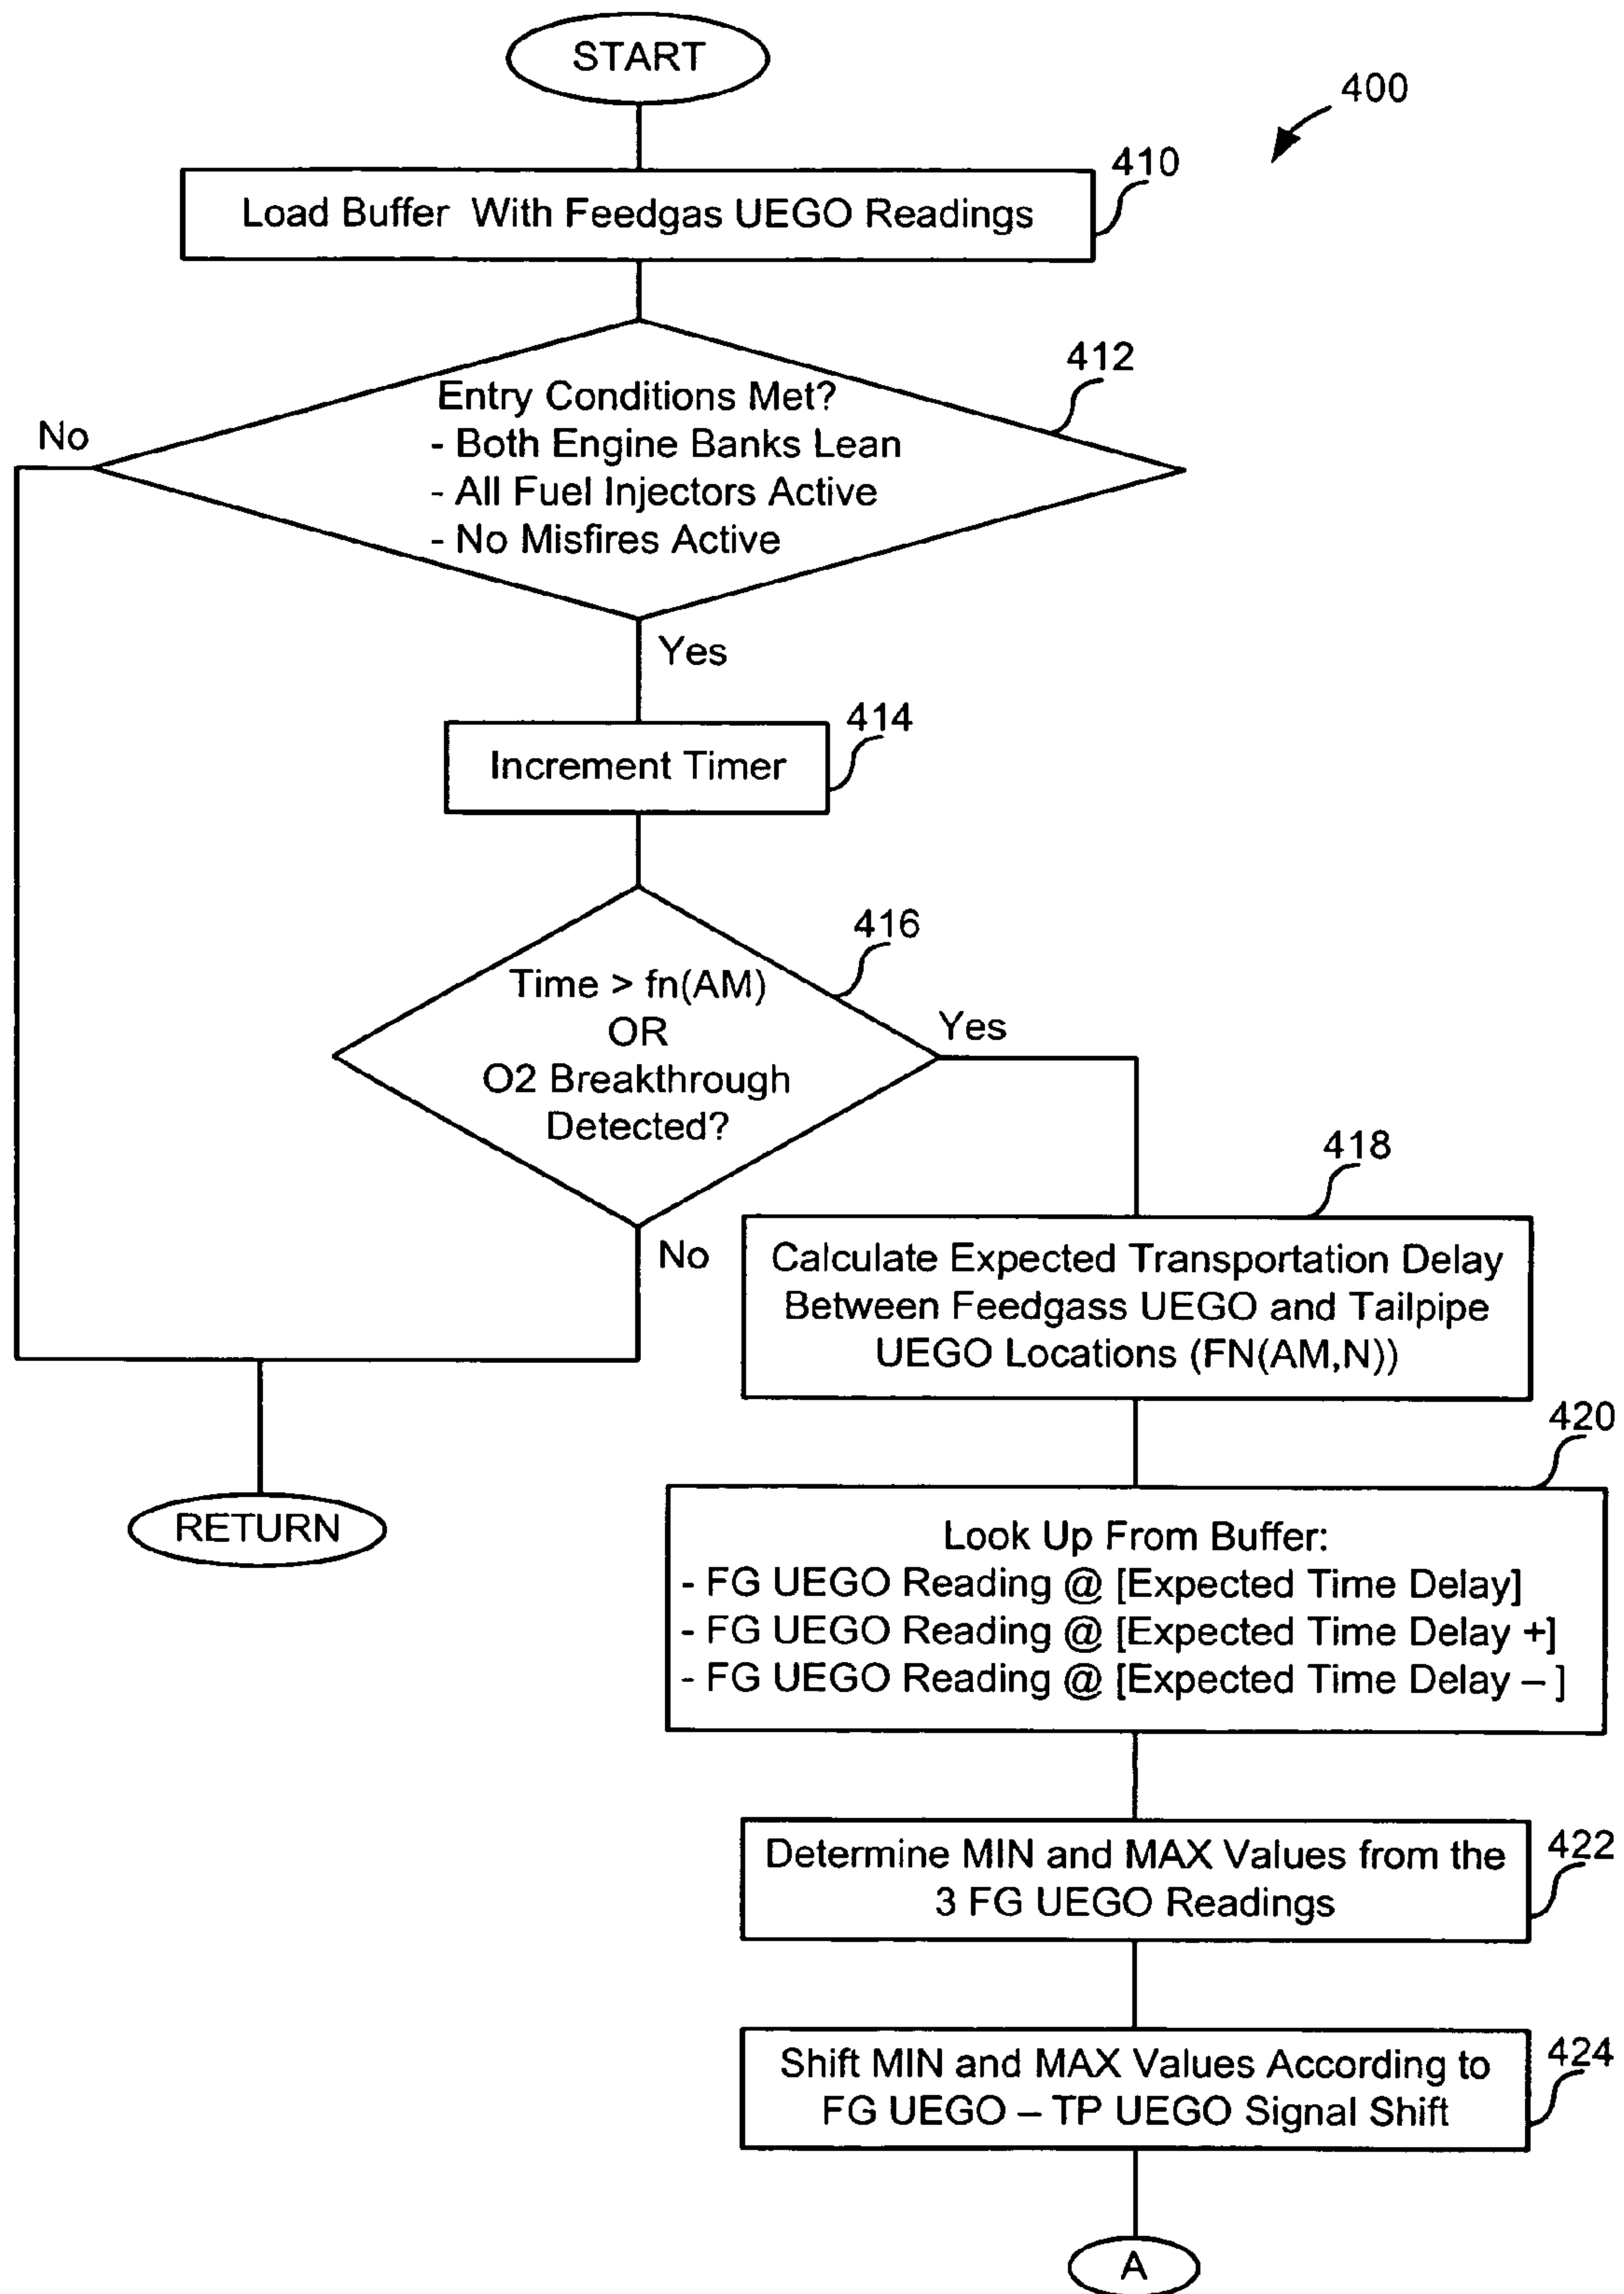 START
400
410
Load Buffer With Feedgas UEGO Readings
412
Entry Conditions Met?
- Both Engine Banks Lean
- All Fuel Injectors Active
- No Misfires Active
No
Yes
414
Increment Timer
416
Time > fn(AM)
OR
O2 Breakthrough
Detected?
Yes
No
418
Calculate Expected Transportation Delay
Between Feedgass UEGO and Tailpipe
UEGO Locations (FN(AM,N))
RETURN
420
Look Up From Buffer:
- FG UEGO Reading @ [Expected Time Delay]
- FG UEGO Reading @ [Expected Time Delay +]
- FG UEGO Reading @ [Expected Time Delay – ]
422
Determine MIN and MAX Values from the
3 FG UEGO Readings
424
Shift MIN and MAX Values According to
FG UEGO – TP UEGO Signal Shift
A